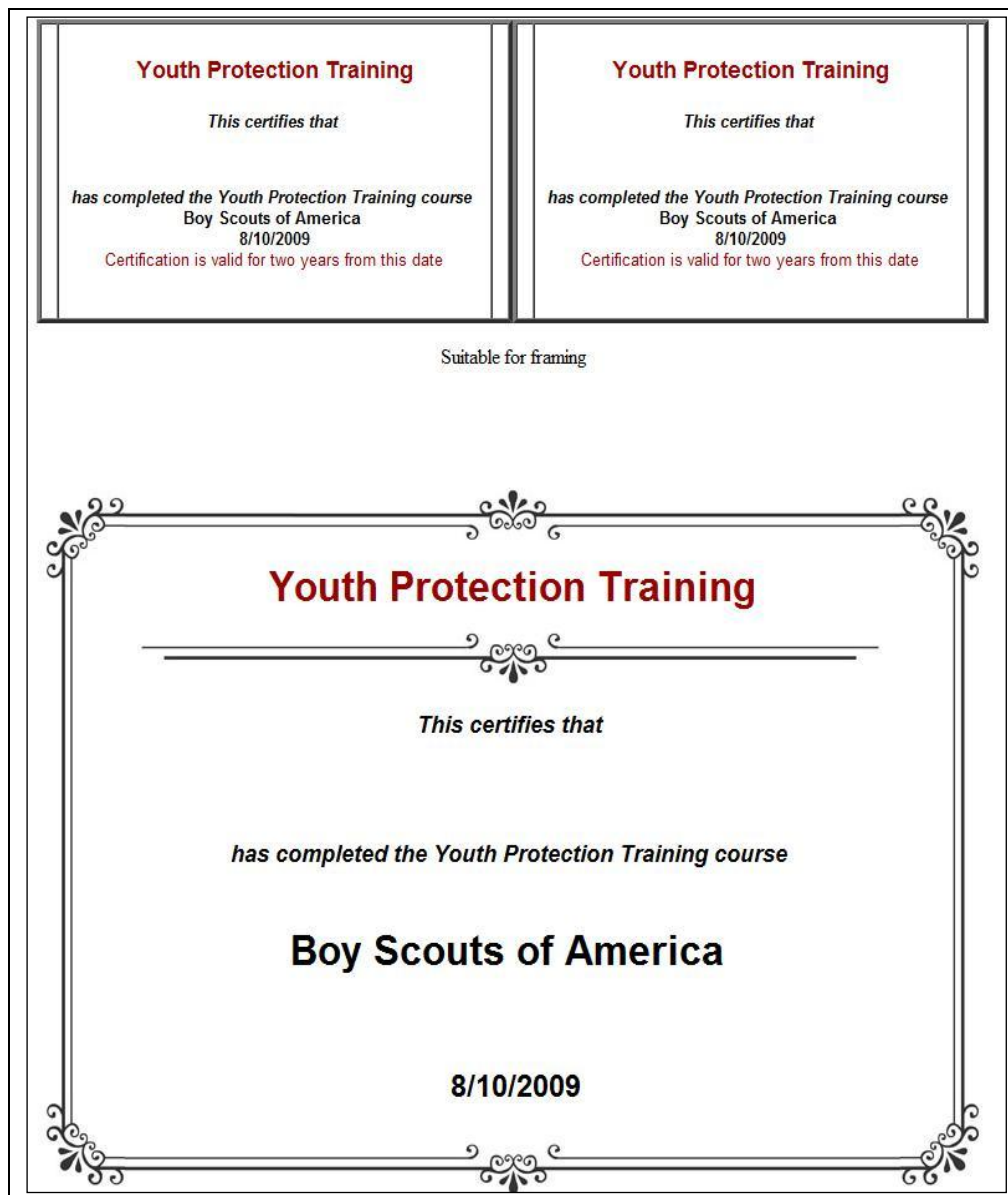 Youth Protection Training
This certifies that
has completed the Youth Protection Training course
Boy Scouts of America
8/10/2009
Certification is valid for two years from this date
Youth Protection Training
This certifies that
has completed the Youth Protection Training course
Boy Scouts of America
8/10/2009
Certification is valid for two years from this date
Suitable for framing
Youth Protection Training
This certifies that
has completed the Youth Protection Training course
Boy Scouts of America
8/10/2009